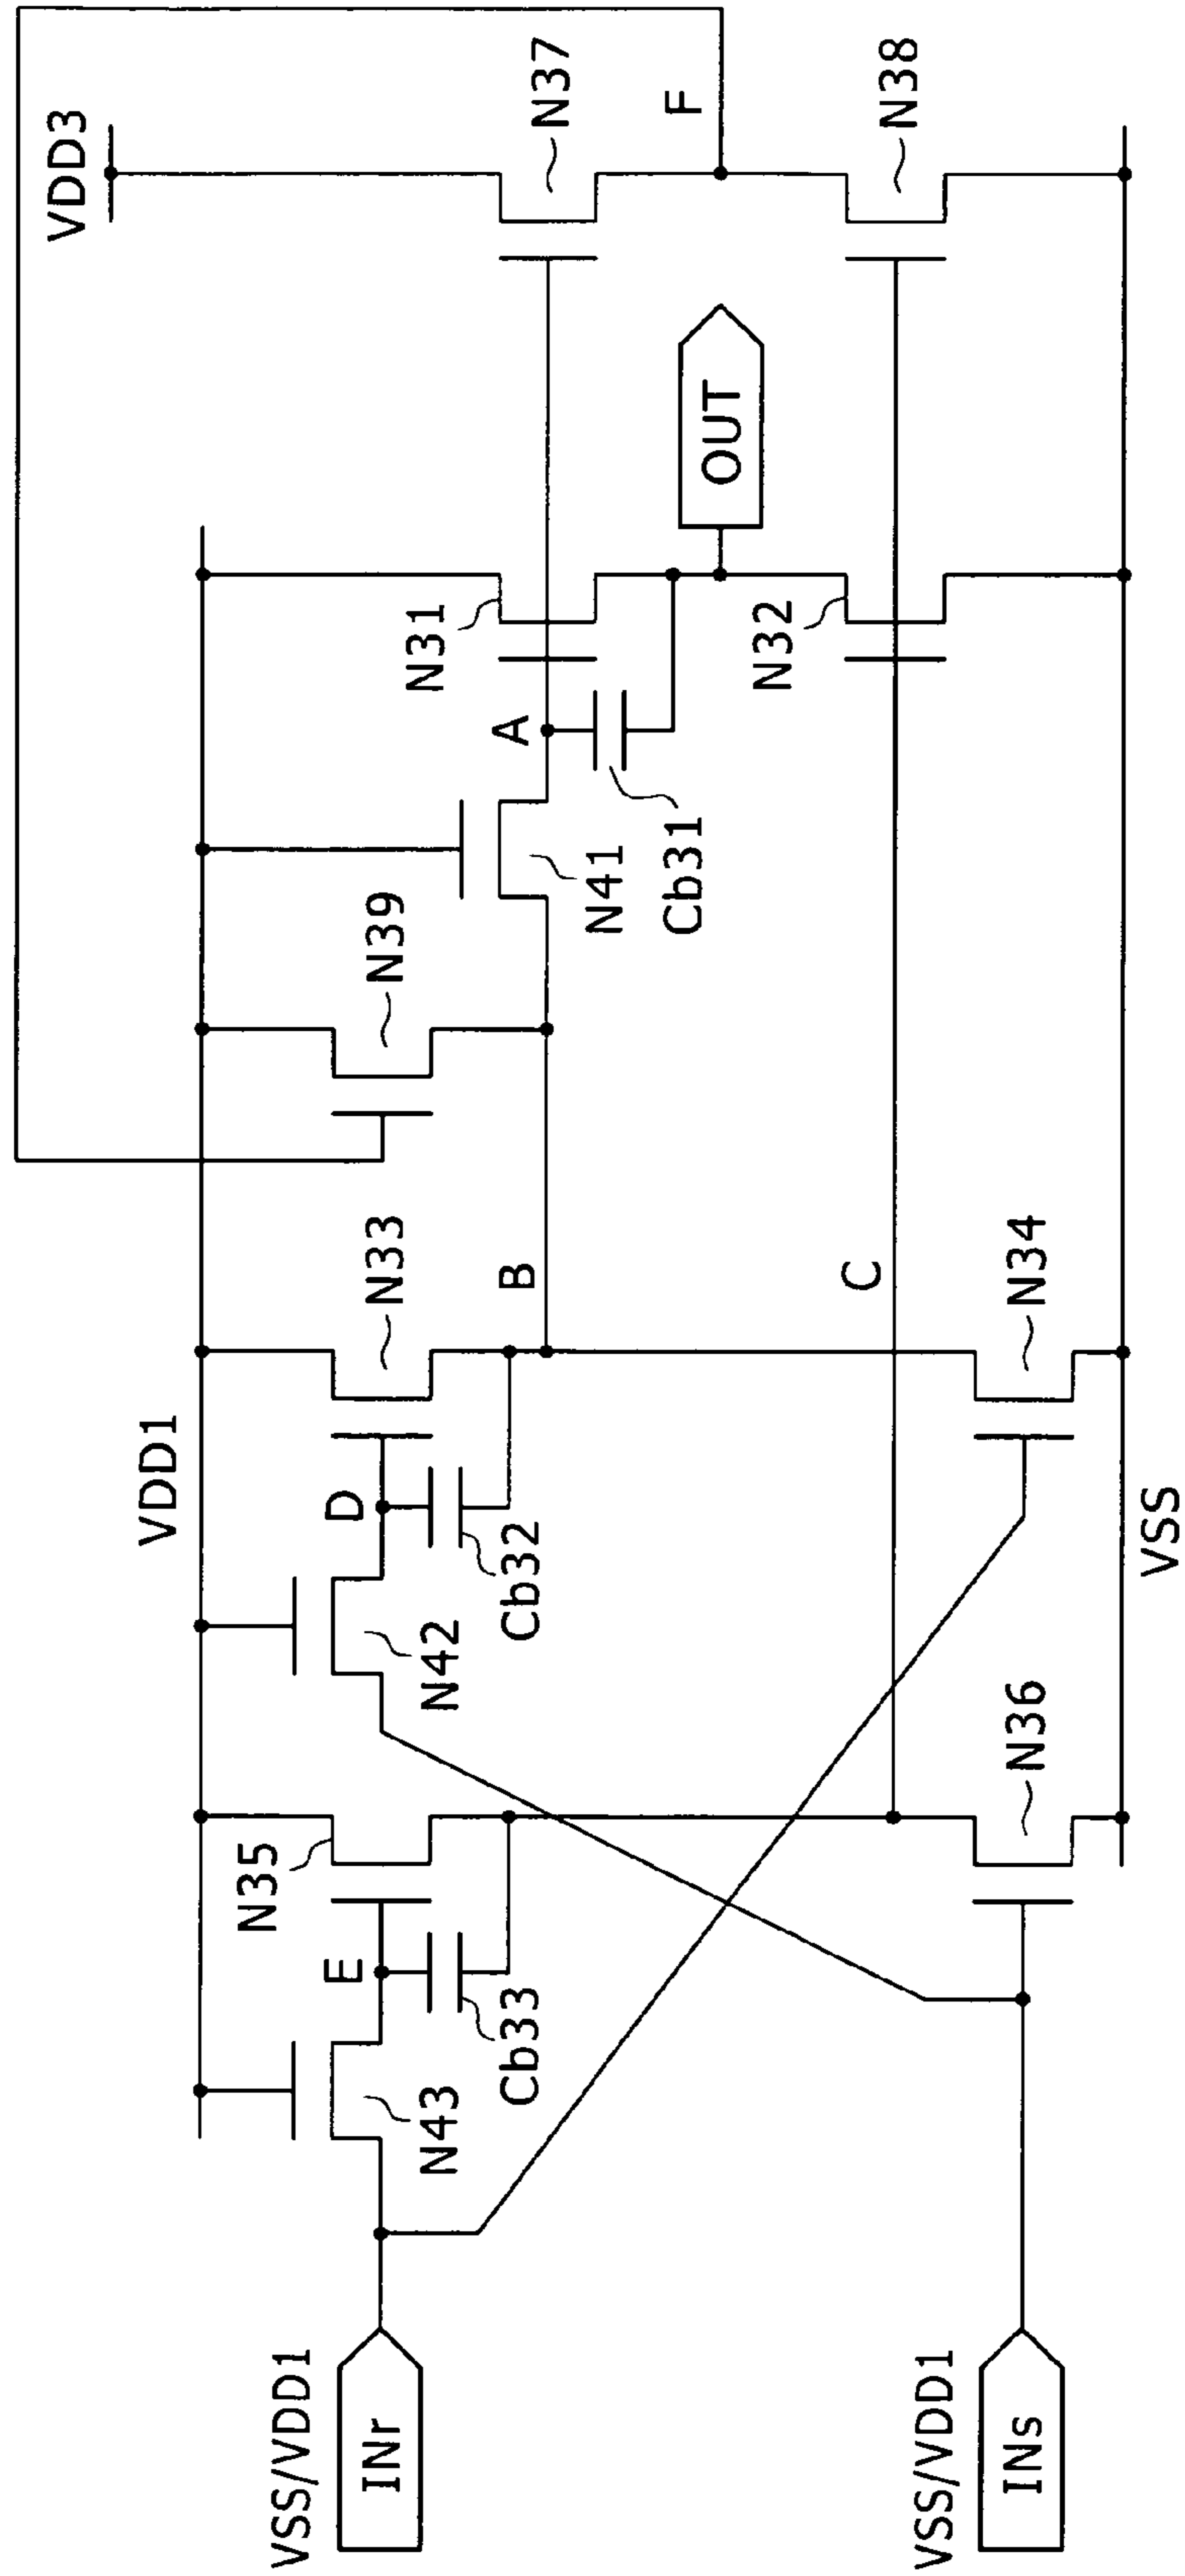 VDD3
VDD1
N37
F
N38
OUT
N31
N32
A
Cb31
N41
N39
N33
B
C
N34
D
Cb32
N42
N35
N36
E
Cb33
N43
VSS
VSS/VDD1
INr
VSS/VDD1
INs